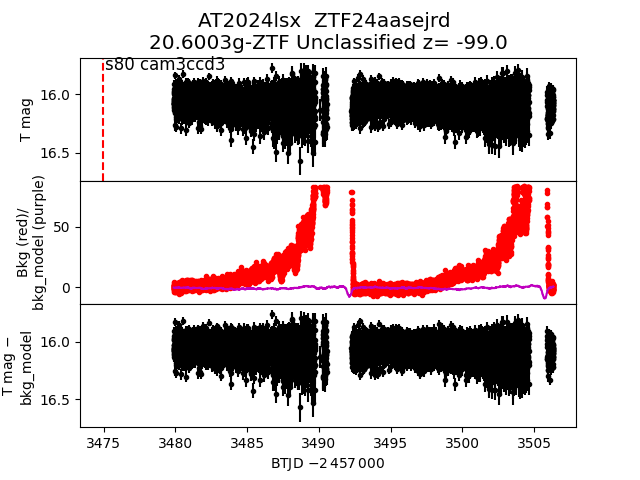 AT2024lsx  ZTF24aasejrd
20.6003g-ZTF Unclassified z= -99.0
s80 cam3ccd3
T mag
16.0
16.5
Bkg (red)/
bkg_model (purple)
50
0
T mag −
bkg_model
16.0
16.5
3475 3480 3485 3490 3495 3500 3505
BTJD −2 457 000